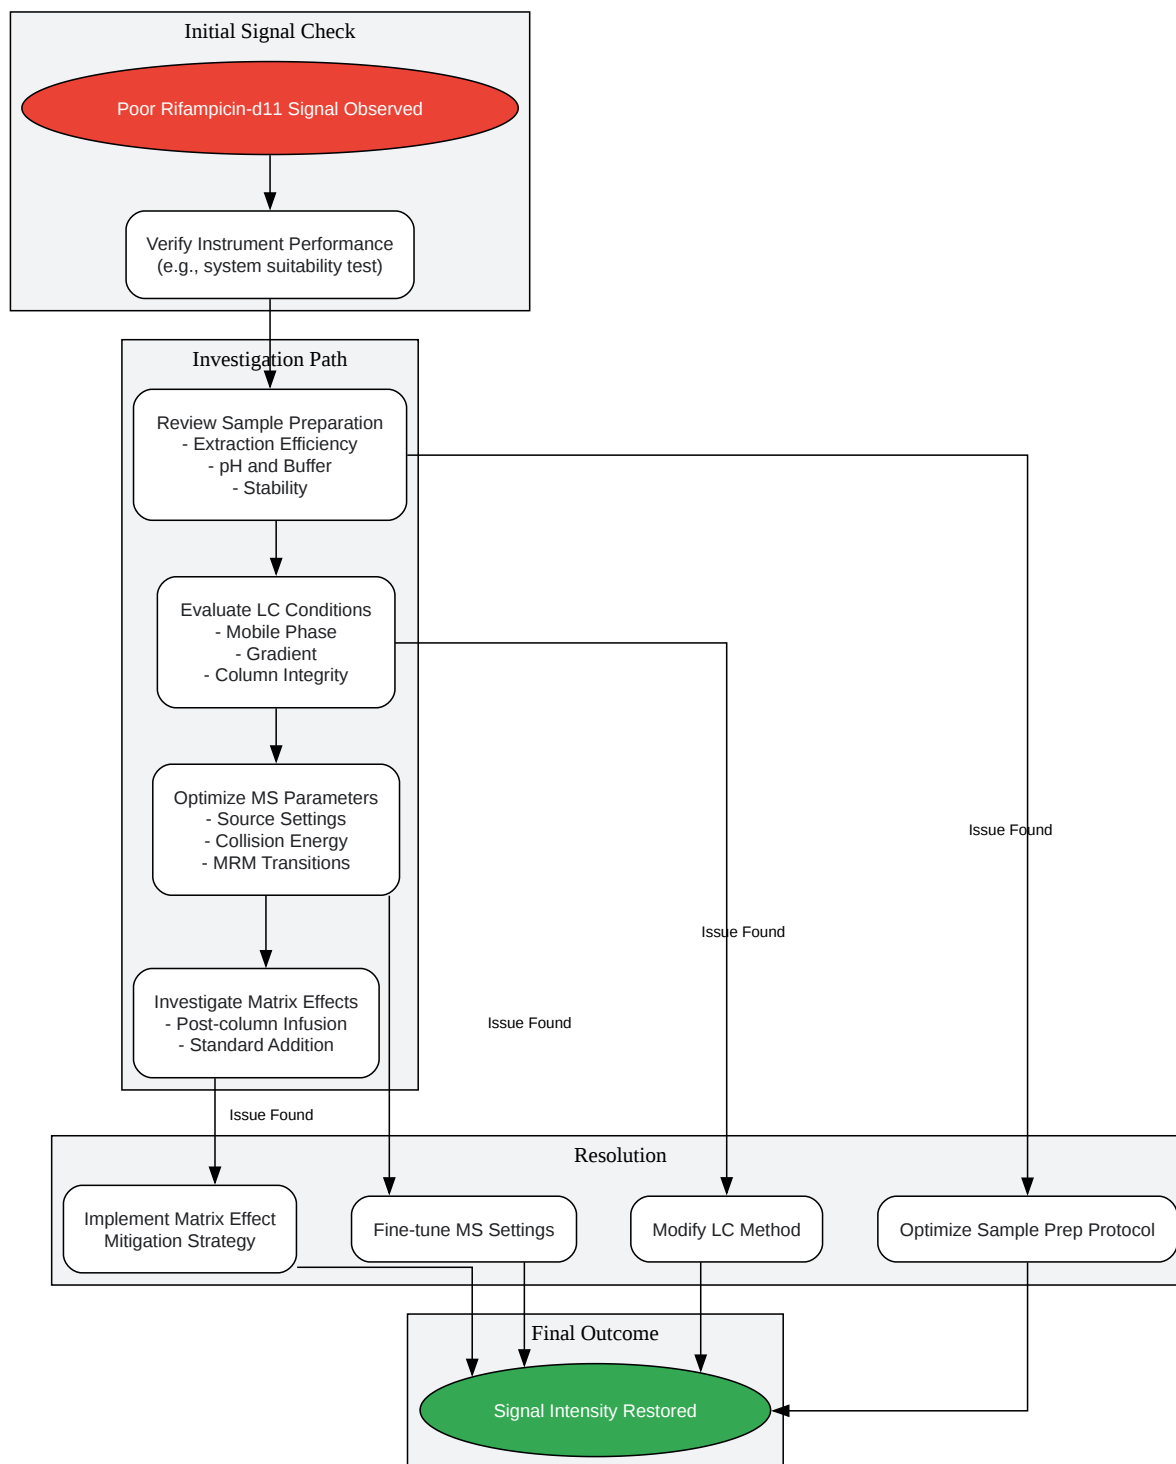 Initial Signal Check
Poor Rifampicin-d11 Signal Observed
Verify Instrument Performance
(e.g., system suitability test)
Investigation Path
Review Sample Preparation
- Extraction Efficiency
- pH and Buffer
- Stability
Evaluate LC Conditions
- Mobile Phase
- Gradient
- Column Integrity
Optimize MS Parameters
- Source Settings
- Collision Energy
- MRM Transitions
Issue Found
Issue Found
Investigate Matrix Effects
- Post-column Infusion
- Standard Addition
Issue Found
Issue Found
Resolution
Implement Matrix Effect
Mitigation Strategy
Fine-tune MS Settings
Modify LC Method
Optimize Sample Prep Protocol
Final Outcome
Signal Intensity Restored